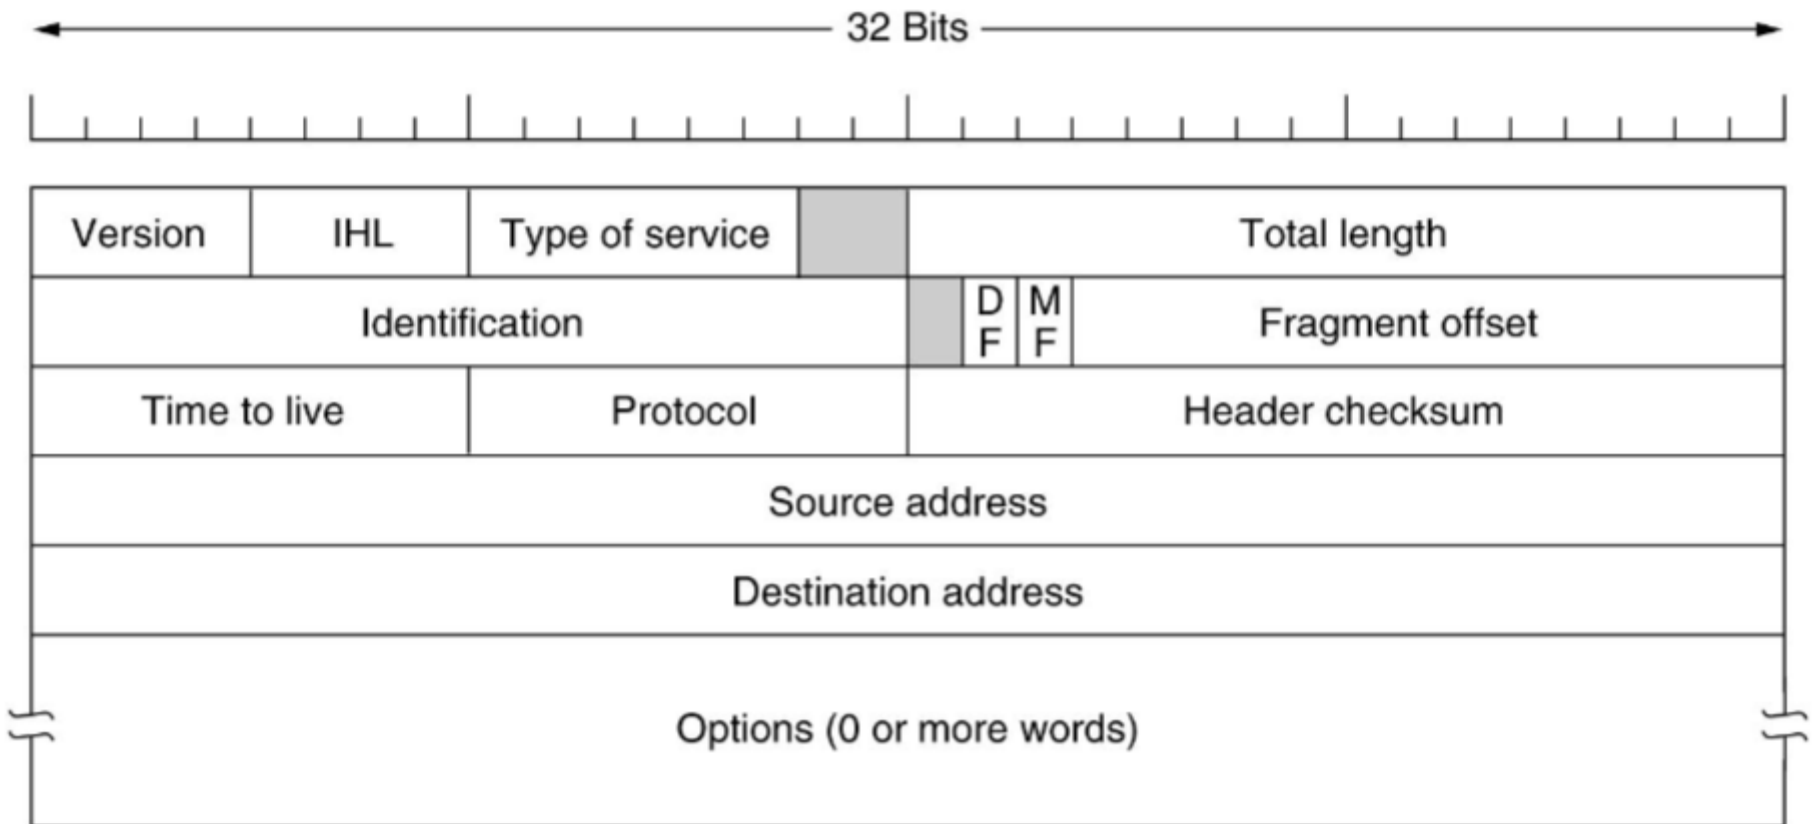 32 Bits
Version IHL Type of service Total length
Identification D F M F Fragment offset
Time to live Protocol Header checksum
Source address
Destination address
Options (0 or more words)